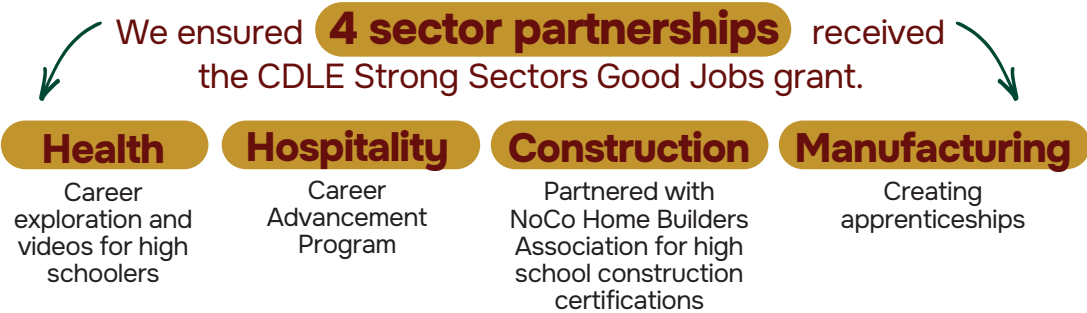 We ensured 4 sector partnerships received
the CDLE Strong Sectors Good Jobs grant.
Health
Career
exploration and
videos for high
schoolers
Hospitality
Career
Advancement
Program
Construction
Partnered with
NoCo Home Builders
Association for high
school construction
certifications
Manufacturing
Creating
apprenticeships